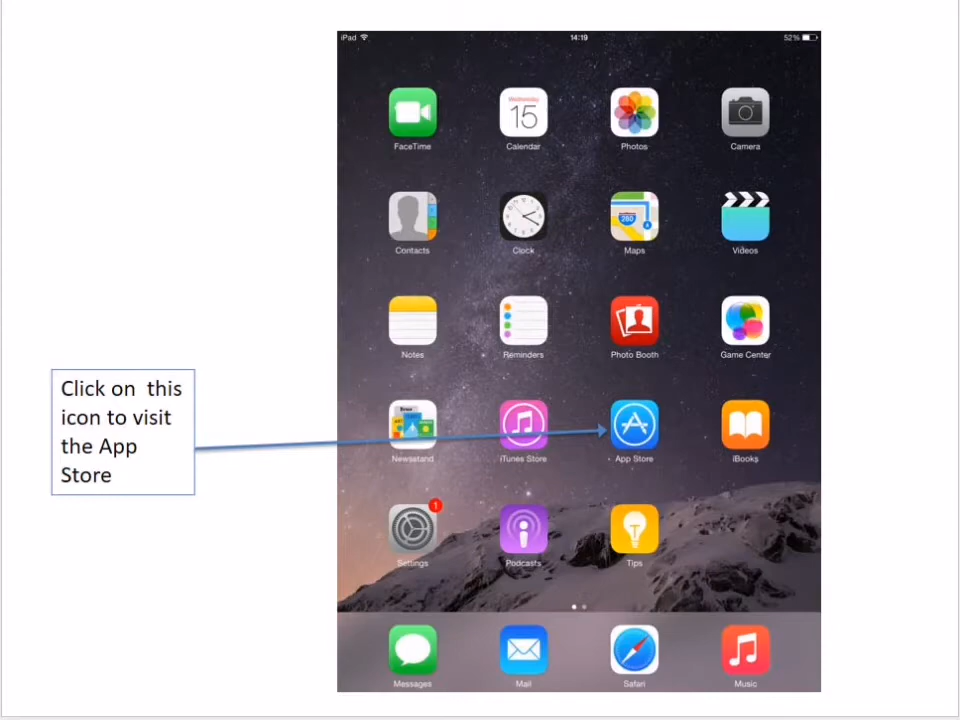 iPad 14:19 52%
Wednesday
15
FaceTime Calendar Photos Camera
280
Contacts Clock Maps Videos
Notes Reminders Photo Booth Game Center
Click on this
icon to visit
the App
Store
Newsstand iTunes Store App Store iBooks
1
Settings Podcasts Tips
Messages Mail Safari Music